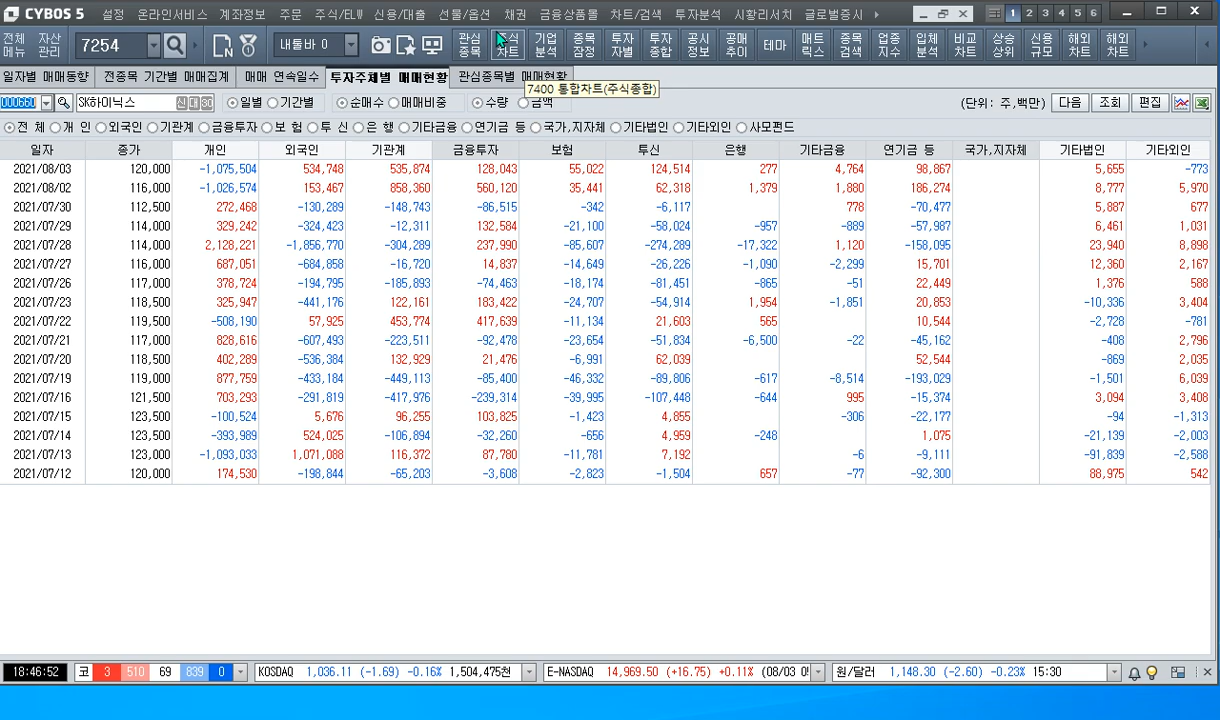 CYBOS 5 설정 온라인서비스 계좌정보 주문 주식/ELW 신용/대출 선물/옵션 채권 금융상품몰 차트/검색 투자분석 시황리서치 글로벌증시 1 2 3 4 5 6
전체메뉴 자산관리 7254 내툴바 0 관심종목 주식차트 기업분석 종목잠정 투자자별 투자종합 공시정보 공매추이 테마 매트릭스 종목검색 업종지수 입체분석 비교차트 상승상위 신용규모 해외차트 해외차트
일자별 매매동향 전종목 기간별 매매집계 매매 연속일수 투자주체별 매매현황 관심종목별 매매현황
7400 통합차트(주식종합)
000660 SK하이닉스 신 대 30 일별 기간별 순매수 매매비중 수량 금액 (단위: 주,백만) 다음 조회 편집
전 체 개 인 외국인 기관계 금융투자 보 험 투 신 은 행 기타금융 연기금 등 국가,지자체 기타법인 기타외인 사모펀드
일자 종가 개인 외국인 기관계 금융투자 보험 투신 은행 기타금융 연기금 등 국가,지자체 기타법인 기타외인
2021/08/03 120,000 -1,075,504 534,748 535,874 128,043 55,022 124,514 277 4,764 98,867 5,655 -773
2021/08/02 116,000 -1,026,574 153,467 858,360 560,120 35,441 62,318 1,379 1,880 186,274 8,777 5,970
2021/07/30 112,500 272,468 -130,289 -148,743 -86,515 -342 -6,117 778 -70,477 5,887 677
2021/07/29 114,000 329,242 -324,423 -12,311 132,584 -21,100 -58,024 -957 -889 -57,987 6,461 1,031
2021/07/28 114,000 2,128,221 -1,856,770 -304,289 237,990 -85,607 -274,289 -17,322 1,120 -158,095 23,940 8,898
2021/07/27 116,000 687,051 -684,858 -16,720 14,837 -14,649 -26,226 -1,090 -2,299 15,701 12,360 2,167
2021/07/26 117,000 378,724 -194,795 -185,893 -74,463 -18,174 -81,451 -865 -51 22,449 1,376 588
2021/07/23 118,500 325,947 -441,176 122,161 183,422 -24,707 -54,914 1,954 -1,851 20,853 -10,336 3,404
2021/07/22 119,500 -508,190 57,925 453,774 417,639 -11,134 21,603 565 10,544 -2,728 -781
2021/07/21 117,000 828,616 -607,493 -223,511 -92,478 -23,654 -51,834 -6,500 -22 -45,162 -408 2,796
2021/07/20 118,500 402,289 -536,384 132,929 21,476 -6,991 62,039 52,544 -869 2,035
2021/07/19 119,000 877,759 -433,184 -449,113 -85,400 -46,332 -89,806 -617 -8,514 -193,029 -1,501 6,039
2021/07/16 121,500 703,293 -291,819 -417,976 -239,314 -39,995 -107,448 -644 995 -15,374 3,094 3,408
2021/07/15 123,500 -100,524 5,676 96,255 103,825 -1,423 4,855 -306 -22,177 -94 -1,313
2021/07/14 123,500 -393,989 524,025 -106,894 -32,260 -656 4,959 -248 1,075 -21,139 -2,003
2021/07/13 123,000 -1,093,033 1,071,088 116,372 87,780 -11,781 7,192 -6 -9,111 -91,839 -2,588
2021/07/12 120,000 174,530 -198,844 -65,203 -3,608 -2,823 -1,504 657 -77 -92,300 88,975 542
18:46:52 코 3 510 69 839 0 KOSDAQ 1,036.11 (-1.69) -0.16% 1,504,475천 E-NASDAQ 14,969.50 (+16.75) +0.11% (08/03 원/달러 1,148.30 (-2.60) -0.23% 15:30